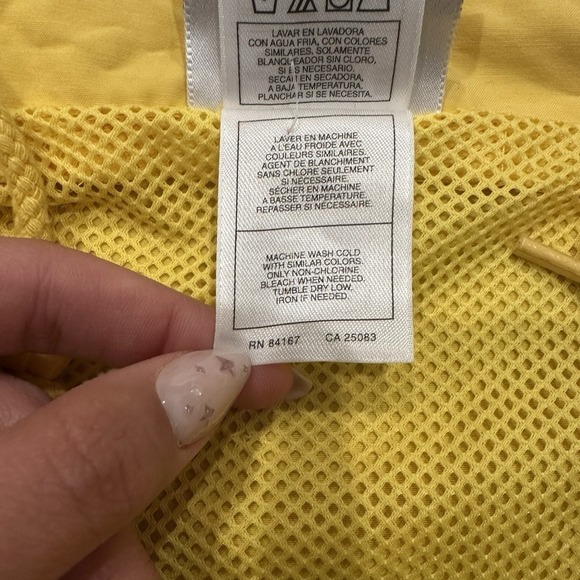 LAVAR EN LAVADORA
CON AGUA FRIA, CON COLORES
SIMILARES. SOLAMENTE
BLANQUEADOR SIN CLORO,
SI ES NECESARIO.
SECAR EN SECADORA,
A BAJA TEMPERATURA.
PLANCHAR SI SE NECESITA.
LAVER EN MACHINE
A L'EAU FROIDE AVEC
COULEURS SIMILAIRES.
AGENT DE BLANCHIMENT
SANS CHLORE SEULEMENT
SI NÉCESSAIRE.
SÉCHER EN MACHINE
A BASSE TEMPERATURE.
REPASSER SI NÉCESSAIRE.
MACHINE WASH COLD
WITH SIMILAR COLORS.
ONLY NON-CHLORINE
BLEACH WHEN NEEDED.
TUMBLE DRY LOW.
IRON IF NEEDED.
RN 84167 CA 25083